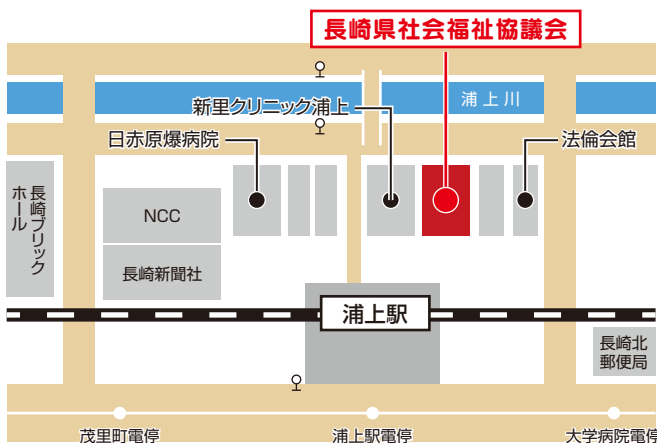 長崎県社会福祉協議会
浦上川
新里クリニック浦上
日赤原爆病院
法倫会館
長崎ブリック
ホール
NCC
長崎新聞社
浦上駅
長崎北
郵便局
茂里町電停
浦上駅電停
大学病院電停